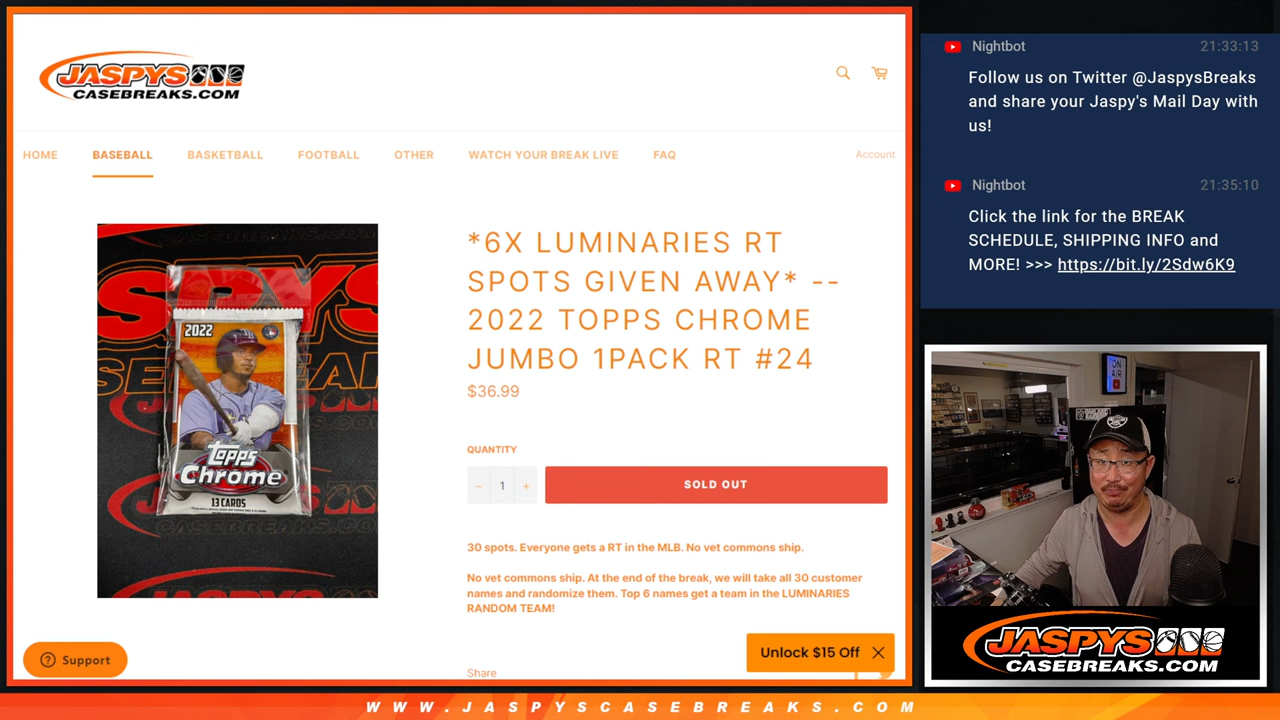 JASPYS
CASEBREAKS.COM
HOME
BASEBALL
BASKETBALL
FOOTBALL
OTHER
WATCH YOUR BREAK LIVE
FAQ
Account
2022
topps
Chrome
13 CARDS
*6X LUMINARIES RT
SPOTS GIVEN AWAY* --
2022 TOPPS CHROME
JUMBO 1PACK RT #24
$36.99
QUANTITY
− 1 +
SOLD OUT
30 spots. Everyone gets a RT in the MLB. No vet commons ship.
No vet commons ship. At the end of the break, we will take all 30 customer
names and randomize them. Top 6 names get a team in the LUMINARIES
RANDOM TEAM!
Share
Support
Unlock $15 Off
Nightbot 21:33:13
Follow us on Twitter @JaspysBreaks
and share your Jaspy's Mail Day with
us!
Nightbot 21:35:10
Click the link for the BREAK
SCHEDULE, SHIPPING INFO and
MORE! >>> https://bit.ly/2Sdw6K9
ON
AIR
JASPYS
CASEBREAKS.COM
WWW.JASPYSCASEBREAKS.COM